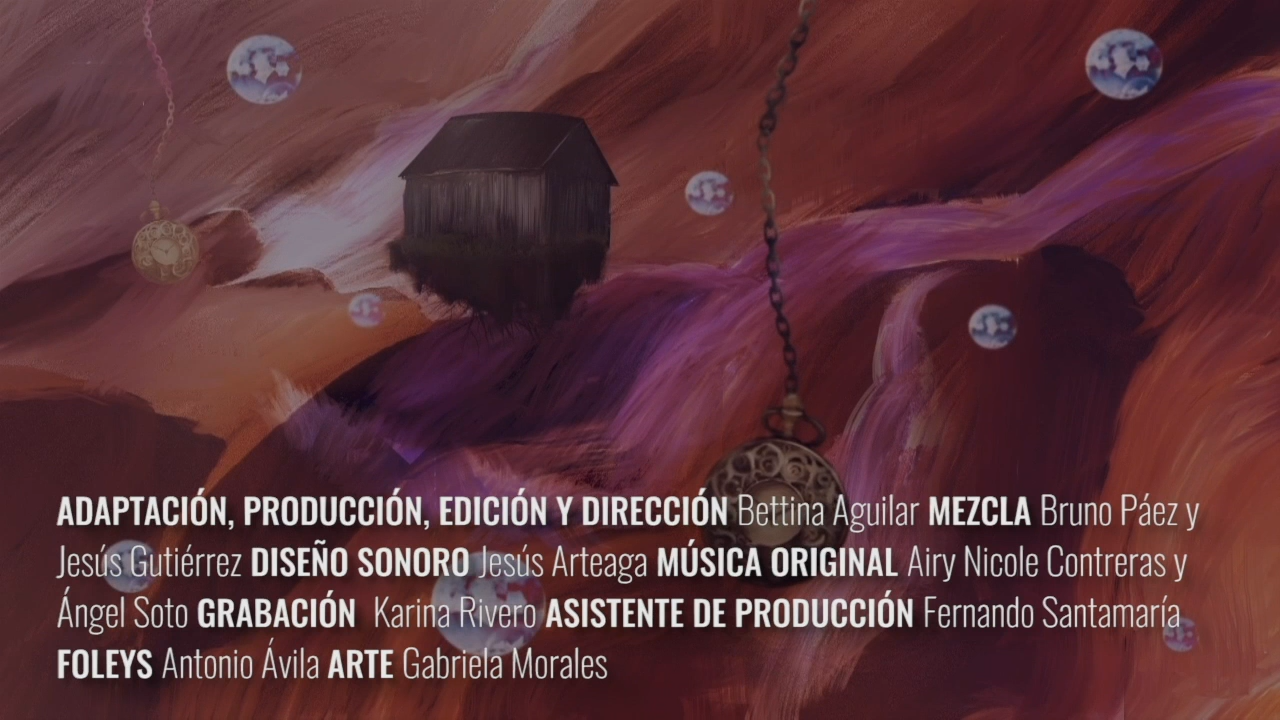 ADAPTACIÓN, PRODUCCIÓN, EDICIÓN Y DIRECCIÓN Bettina Aguilar MEZCLA Bruno Páez y
Jesús Gutiérrez DISEÑO SONORO Jesús Arteaga MÚSICA ORIGINAL Airy Nicole Contreras y
Ángel Soto GRABACIÓN Karina Rivero ASISTENTE DE PRODUCCIÓN Fernando Santamaría
FOLEYS Antonio Ávila ARTE Gabriela Morales